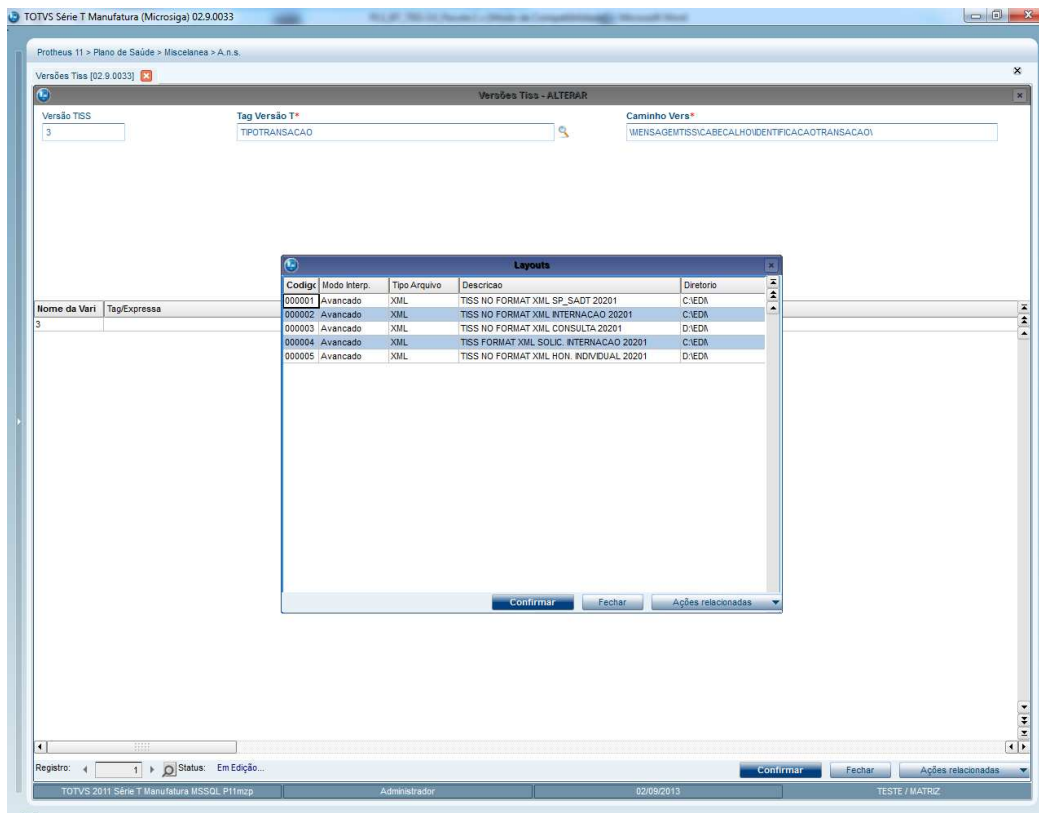 TOTVS Série T Manufatura (Microsiga) 02.9.0033
Protheus 11 > Plano de Saúde > Miscelanea > A.n.s.
Versões Tiss [02.9.0033]
Versões Tiss - ALTERAR
Versão TISS Tag Versão T* Caminho Vers*
3 TIPOTRANSACAO \MENSAGEMTISS\CABECALHO\IDENTIFICACAOTRANSACAO\
Layouts
Codigo Modo Interp. Tipo Arquivo Descricao Diretorio
000001 Avancado XML TISS NO FORMAT XML SP_SADT 20201 C:\EDI\
000002 Avancado XML TISS NO FORMAT XML INTERNACAO 20201 C:\EDI\
000003 Avancado XML TISS NO FORMAT XML CONSULTA 20201 D:\EDI\
000004 Avancado XML TISS FORMAT XML SOLIC. INTERNACAO 20201 C:\EDI\
000005 Avancado XML TISS NO FORMAT XML HON. INDIVIDUAL 20201 D:\EDI\
Nome da Vari Tag/Expressa
3
Confirmar Fechar Ações relacionadas
Registro: 1 Status: Em Edição...
Confirmar Fechar Ações relacionadas
TOTVS 2011 Série T Manufatura MSSQL P11mzp Administrador 02/09/2013 TESTE / MATRIZ